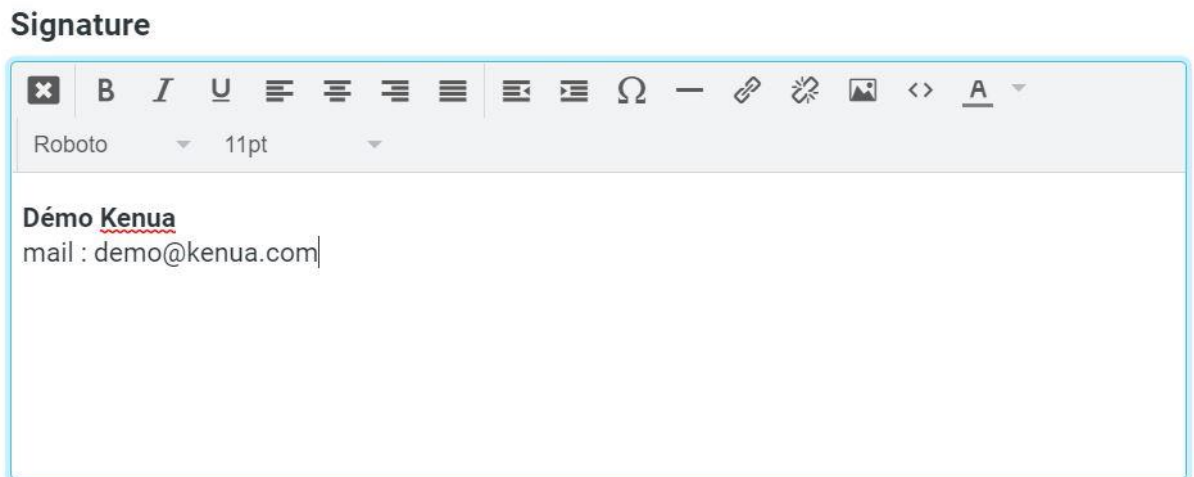 Signature
B I U Ω A
Roboto 11pt
Démo Kenua
mail : demo@kenua.com